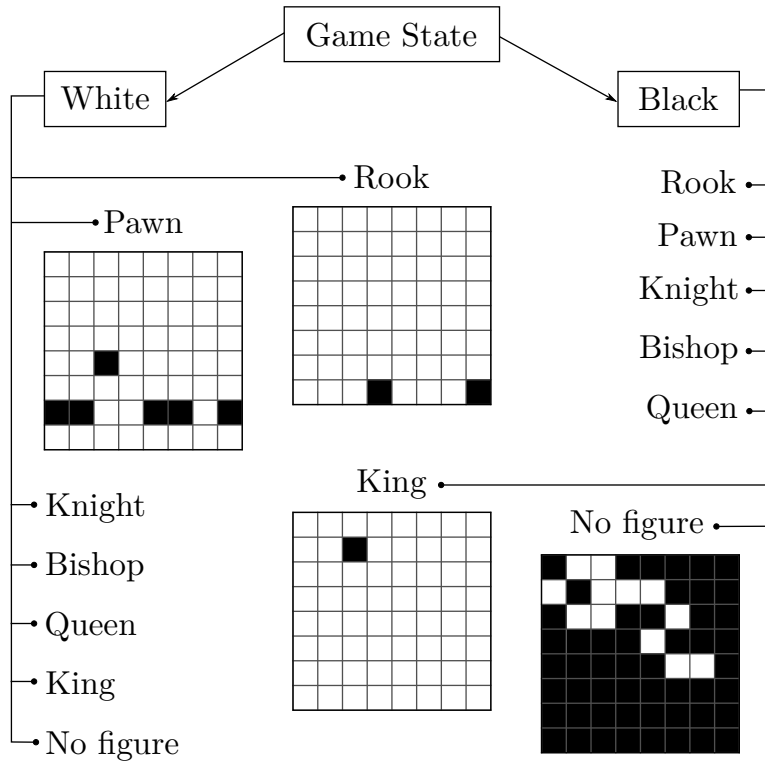 Game State
White
Black
Rook
Pawn
Knight
Bishop
Queen
King
No figure
Rook
Pawn
Knight
Bishop
Queen
King
No figure